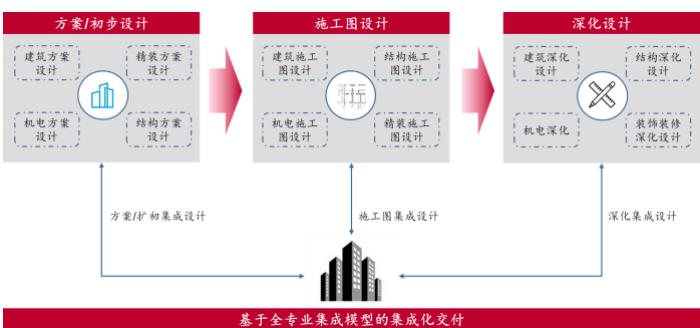 方案/初步设计
建筑方案
设计
精装方案
设计
机电方案
设计
结构方案
设计
施工图设计
建筑施工
图设计
结构施工
图设计
机电施工
图设计
精装施工
图设计
深化设计
建筑深化
设计
结构深化
设计
机电深化
装饰装修
深化设计
方案/扩初集成设计
施工图集成设计
深化集成设计
基于全专业集成模型的集成化交付